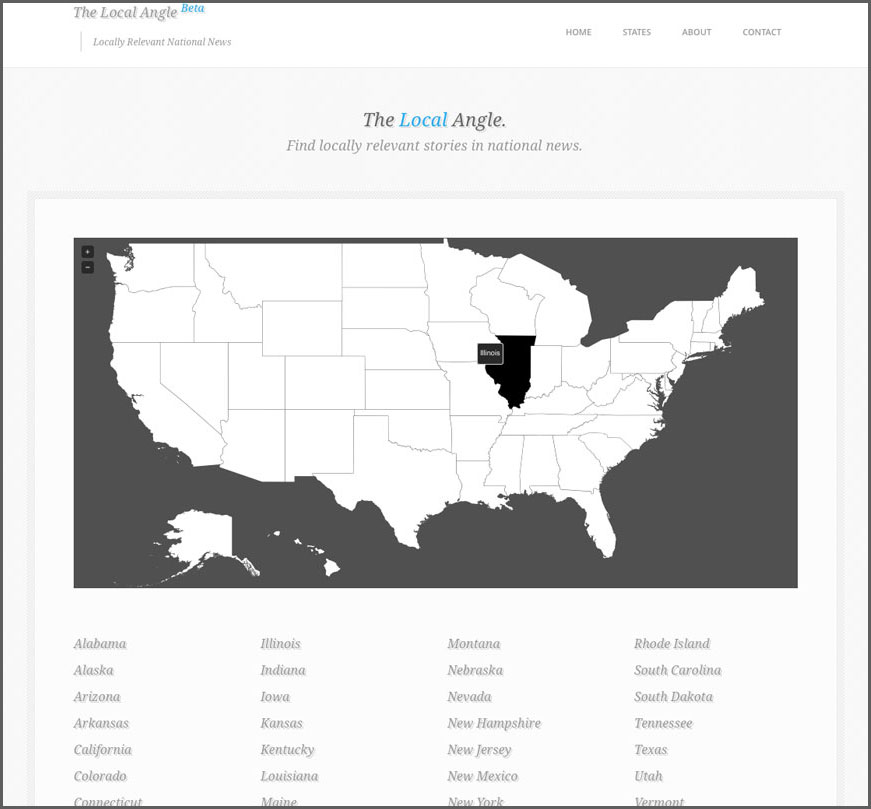 The Local Angle Beta
Locally Relevant National News
HOME STATES ABOUT CONTACT
The Local Angle.
Find locally relevant stories in national news.
+
−
Illinois
Alabama Illinois Montana Rhode Island
Alaska Indiana Nebraska South Carolina
Arizona Iowa Nevada South Dakota
Arkansas Kansas New Hampshire Tennessee
California Kentucky New Jersey Texas
Colorado Louisiana New Mexico Utah
Connecticut Maine New York Vermont